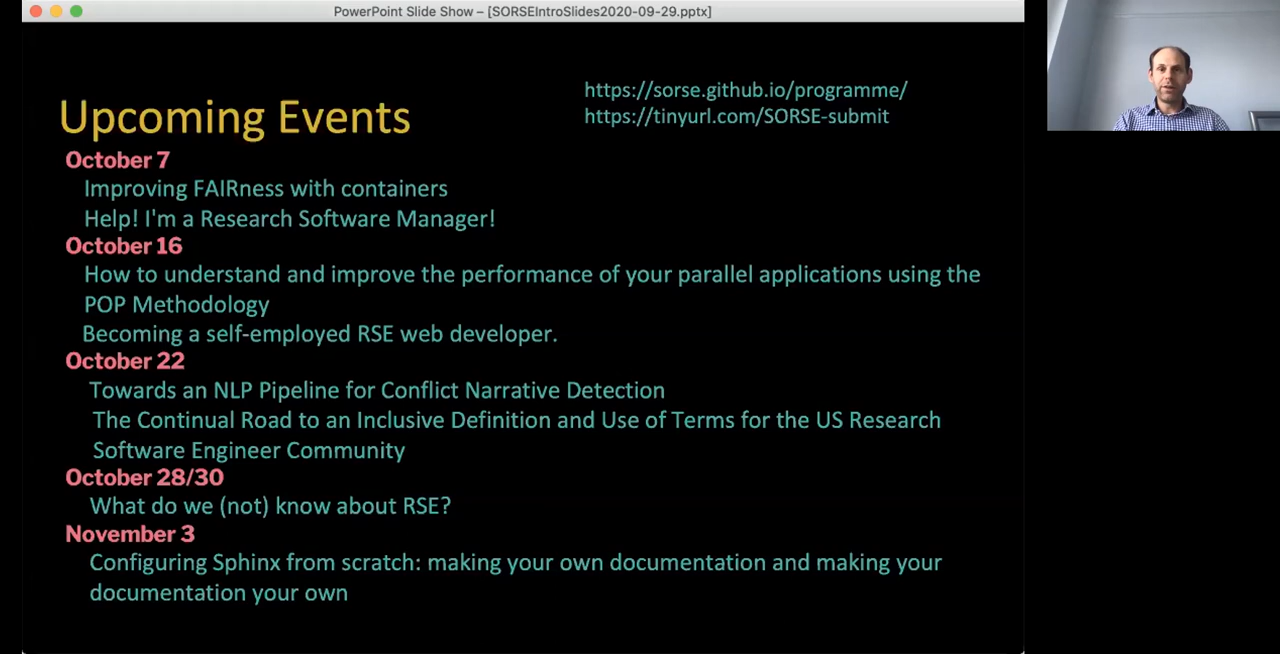 PowerPoint Slide Show – [SORSEIntroSlides2020-09-29.pptx]
https://sorse.github.io/programme/
https://tinyurl.com/SORSE-submit
Upcoming Events
October 7
Improving FAIRness with containers
Help! I'm a Research Software Manager!
October 16
How to understand and improve the performance of your parallel applications using the
POP Methodology
Becoming a self-employed RSE web developer.
October 22
Towards an NLP Pipeline for Conflict Narrative Detection
The Continual Road to an Inclusive Definition and Use of Terms for the US Research
Software Engineer Community
October 28/30
What do we (not) know about RSE?
November 3
Configuring Sphinx from scratch: making your own documentation and making your
documentation your own